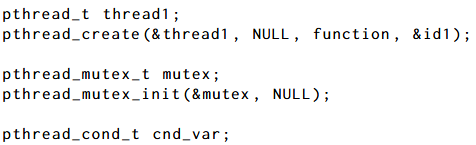 pthread_t thread1;
pthread_create(&thread1, NULL, function, &id1);
pthread_mutex_t mutex;
pthread_mutex_init(&mutex, NULL);
pthread_cond_t cnd_var;